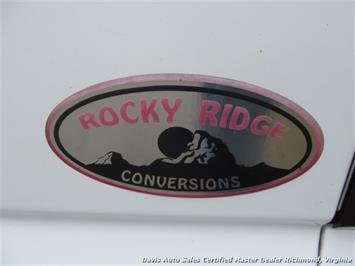 ROCKY RIDGE
CONVERSIONS
Davis Auto Sales Certified Master Dealer Richmond, Virginia